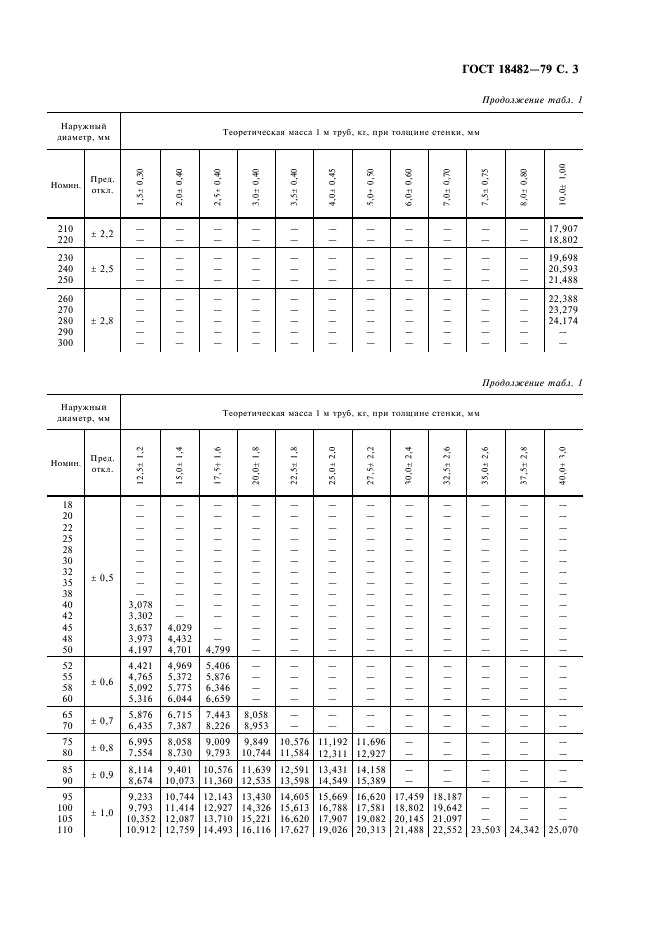 ГОСТ 18482—79 С. 3
Продолжение табл. 1
Наружный диаметр, мм
Теоретическая масса 1 м труб, кг, при толщине стенки, мм
Номин. Пред. откл. 1,5± 0,30 2,0± 0,40 2,5+ 0,40 3,0± 0,40 3,5± 0,40 4,0± 0,45 5,0+ 0,50 6,0± 0,60 7,0± 0,70 7,5± 0,75 8,0± 0,80 10,0± 1,00
210 ± 2,2 — — — — — — — — — — — 17,907
220 — — — — — — — — — — — 18,802
230 — — — — — — — — — — — 19,698
240 ± 2,5 — — — — — — — — — — — 20,593
250 — — — — — — — — — — — 21,488
260 — — — — — — — — — — — 22,388
270 — — — — — — — — — — — 23,279
280 ± 2,8 — — — — — — — — — — — 24,174
290 — — — — — — — — — — — —
300 — — — — — — — — — — — —
Продолжение табл. 1
Наружный диаметр, мм
Теоретическая масса 1 м труб, кг, при толщине стенки, мм
Номин. Пред. откл. 12,5± 1,2 15,0± 1,4 17,5± 1,6 20,0± 1,8 22,5± 1,8 25,0± 2,0 27,5± 2,2 30,0± 2,4 32,5± 2,6 35,0± 2,6 37,5± 2,8 40,0± 3,0
18 — — — — — — — — — — — —
20 — — — — — — — — — — — —
22 — — — — — — — — — — — —
25 — — — — — — — — — — — —
28 — — — — — — — — — — — —
30 — — — — — — — — — — — —
32 ± 0,5 — — — — — — — — — — — —
35 — — — — — — — — — — — —
38 — — — — — — — — — — — —
40 3,078 — — — — — — — — — — —
42 3,302 — — — — — — — — — — —
45 3,637 4,029 — — — — — — — — — —
48 3,973 4,432 — — — — — — — — — —
50 4,197 4,701 4,799 — — — — — — — — —
52 4,421 4,969 5,406 — — — — — — — — —
55 ± 0,6 4,765 5,372 5,876 — — — — — — — — —
58 5,092 5,775 6,346 — — — — — — — — —
60 5,316 6,044 6,659 — — — — — — — — —
65 ± 0,7 5,876 6,715 7,443 8,058 — — — — — — — —
70 6,435 7,387 8,226 8,953 — — — — — — — —
75 ± 0,8 6,995 8,058 9,009 9,849 10,576 11,192 11,696 — — — — —
80 7,554 8,730 9,793 10,744 11,584 12,311 12,927 — — — — —
85 ± 0,9 8,114 9,401 10,576 11,639 12,591 13,431 14,158 — — — — —
90 8,674 10,073 11,360 12,535 13,598 14,549 15,389 — — — — —
95 9,233 10,744 12,143 13,430 14,605 15,669 16,620 17,459 18,187 — — —
100 ± 1,0 9,793 11,414 12,927 14,326 15,613 16,788 17,581 18,802 19,642 — — —
105 10,352 12,087 13,710 15,221 16,620 17,907 19,082 20,145 21,097 — — —
110 10,912 12,759 14,493 16,116 17,627 19,026 20,313 21,488 22,552 23,503 24,342 25,070